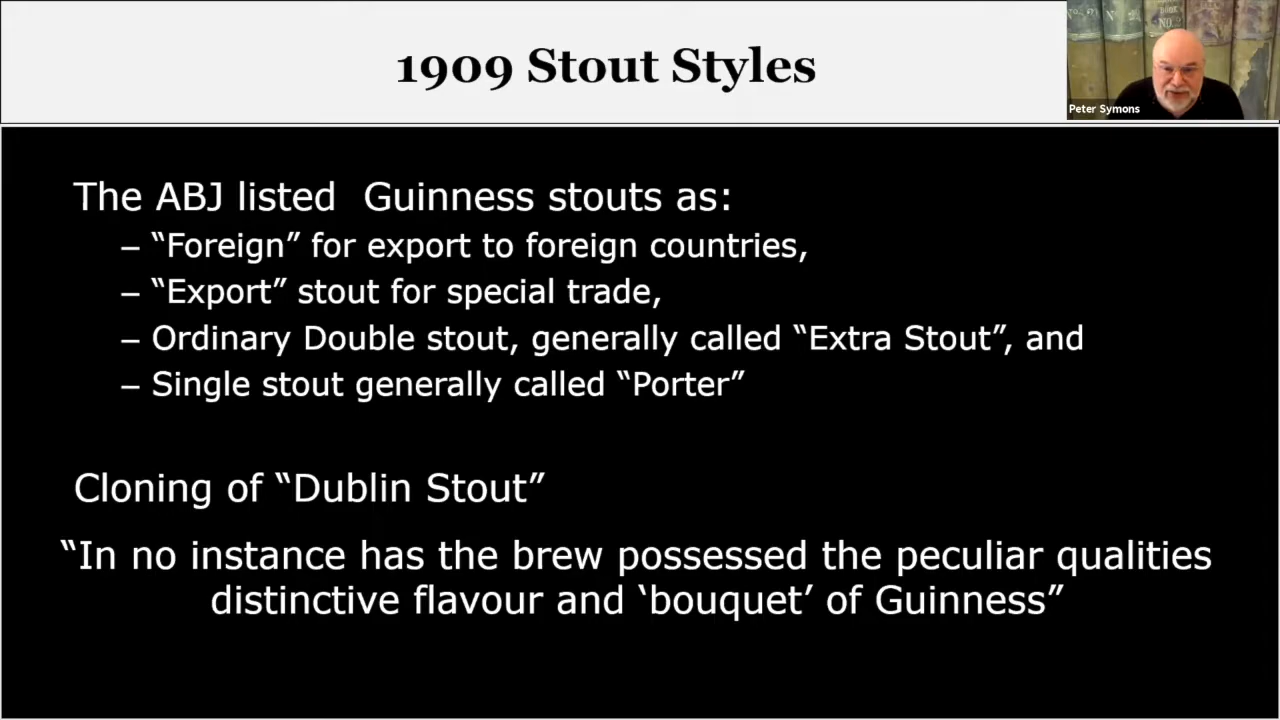 1909 Stout Styles
NO. 2
Peter Symons
The ABJ listed Guinness stouts as:
– “Foreign” for export to foreign countries,
– “Export” stout for special trade,
– Ordinary Double stout, generally called “Extra Stout”, and
– Single stout generally called “Porter”
Cloning of “Dublin Stout”
“In no instance has the brew possessed the peculiar qualities
distinctive flavour and ‘bouquet’ of Guinness”